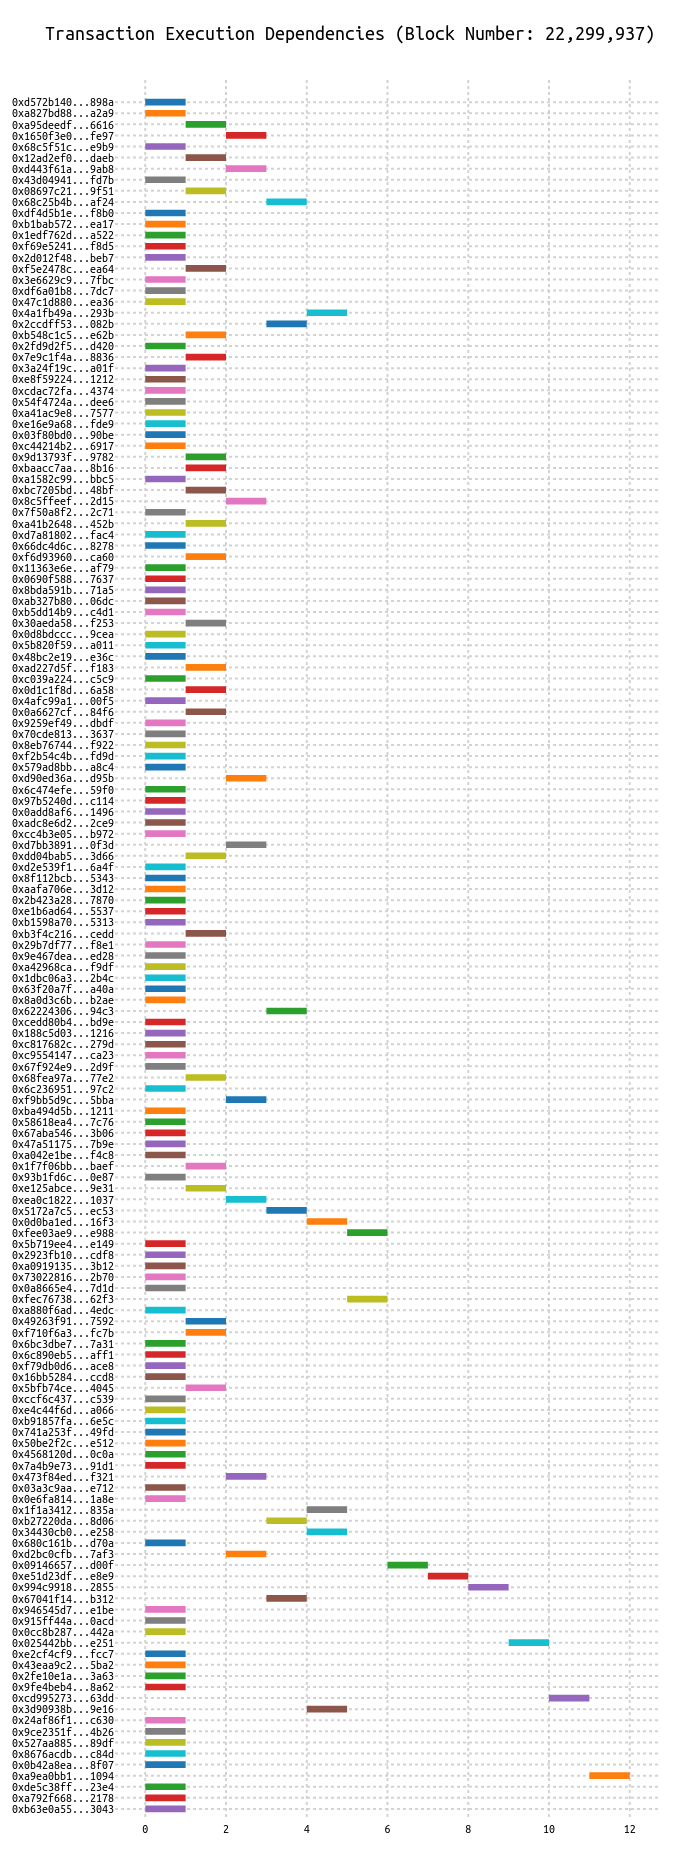 Transaction Execution Dependencies (Block Number: 22,299,937)
0xd572b140...898a
0xa827bd88...a2a9
0xa95deedf...6616
0x1650f3e0...fe97
0x68c5f51c...e9b9
0x12ad2ef0...daeb
0xd443f61a...9ab8
0x43d04941...fd7b
0x08697c21...9f51
0x68c25b4b...af24
0xdf4d5b1e...f8b0
0xb1bab572...ea17
0x1edf762d...a522
0xf69e5241...f8d5
0x2d012f48...beb7
0xf5e2478c...ea64
0x3e6629c9...7fbc
0xdf6a01b8...7dc7
0x47c1d880...ea36
0x4a1fb49a...293b
0x2ccdff53...082b
0xb548c1c5...e62b
0x2fd9d2f5...d420
0x7e9c1f4a...8836
0x3a24f19c...a01f
0xe8f59224...1212
0xcdac72fa...4374
0x54f4724a...dee6
0xa41ac9e8...7577
0xe16e9a68...fde9
0x03f80bd0...90be
0xc44214b2...6917
0x9d13793f...9782
0xbaacc7aa...8b16
0xa1582c99...bbc5
0xbc7205bd...48bf
0x8c5ffeef...2d15
0x7f50a8f2...2c71
0xa41b2648...452b
0xd7a81802...fac4
0x66dc4d6c...8278
0xf6d93960...ca60
0x11363e6e...af79
0x0690f588...7637
0x8bda591b...71a5
0xab327b80...06dc
0xb5dd14b9...c4d1
0x30aeda58...f253
0x0d8bdccc...9cea
0x5b820f59...a011
0x48bc2e19...e36c
0xad227d5f...f183
0xc039a224...c5c9
0x0d1c1f8d...6a58
0x4afc99a1...00f5
0x0a6627cf...84f6
0x9259ef49...dbdf
0x70cde813...3637
0x8eb76744...f922
0xf2b54c4b...fd9d
0x579ad8bb...a8c4
0xd90ed36a...d95b
0x6c474efe...59f0
0x97b5240d...c114
0x0add8af6...1496
0xadc8e6d2...2ce9
0xcc4b3e05...b972
0xd7bb3891...0f3d
0xdd04bab5...3d66
0xd2e539f1...6a4f
0x8f112bcb...5343
0xaafa706e...3d12
0x2b423a28...7870
0xe1b6ad64...5537
0xb1598a70...5313
0xb3f4c216...cedd
0x29b7df77...f8e1
0x9e467dea...ed28
0xa42968ca...f9df
0x1dbc06a3...2b4c
0x63f20a7f...a40a
0x8a0d3c6b...b2ae
0x62224306...94c3
0xcedd80b4...bd9e
0x188c5d03...1216
0xc817682c...279d
0xc9554147...ca23
0x67f924e9...2d9f
0x68fea97a...77e2
0x6c236951...97c2
0xf9bb5d9c...5bba
0xba494d5b...1211
0x58618ea4...7c76
0x67aba546...3b06
0x47a51175...7b9e
0xa042e1be...f4c8
0x1f7f06bb...baef
0x93b1fd6c...0e87
0xe125abce...9e31
0xea0c1822...1037
0x5172a7c5...ec53
0x0d0ba1ed...16f3
0xfee03ae9...e988
0x5b719ee4...e149
0x2923fb10...cdf8
0xa0919135...3b12
0x73022816...2b70
0x0a8665e4...7d1d
0xfec76738...62f3
0xa880f6ad...4edc
0x49263f91...7592
0xf710f6a3...fc7b
0x6bc3dbe7...7a31
0x6c890eb5...aff1
0xf79db0d6...ace8
0x16bb5284...ccd8
0x5bfb74ce...4045
0xccf6c437...c539
0xe4c44f6d...a066
0xb91857fa...6e5c
0x741a253f...49fd
0x50be2f2c...e512
0x4568120d...0c0a
0x7a4b9e73...91d1
0x473f84ed...f321
0x03a3c9aa...e712
0x0e6fa814...1a8e
0x1f1a3412...835a
0xb27220da...8d06
0x34430cb0...e258
0x680c161b...d70a
0xd2bc0cfb...7af3
0x09146657...d00f
0xe51d23df...e8e9
0x994c9918...2855
0x67041f14...b312
0x946545d7...e1be
0x915ff44a...0acd
0x0cc8b287...442a
0x025442bb...e251
0xe2cf4cf9...fcc7
0x43eaa9c2...5ba2
0x2fe10e1a...3a63
0x9fe4beb4...8a62
0xcd995273...63dd
0x3d90938b...9e16
0x24af86f1...c630
0x9ce2351f...4b26
0x527aa885...89df
0x8676acdb...c84d
0x0b42a8ea...8f07
0xa9ea0bb1...1094
0xde5c38ff...23e4
0xa792f668...2178
0xb63e0a55...3043
0 2 4 6 8 10 12